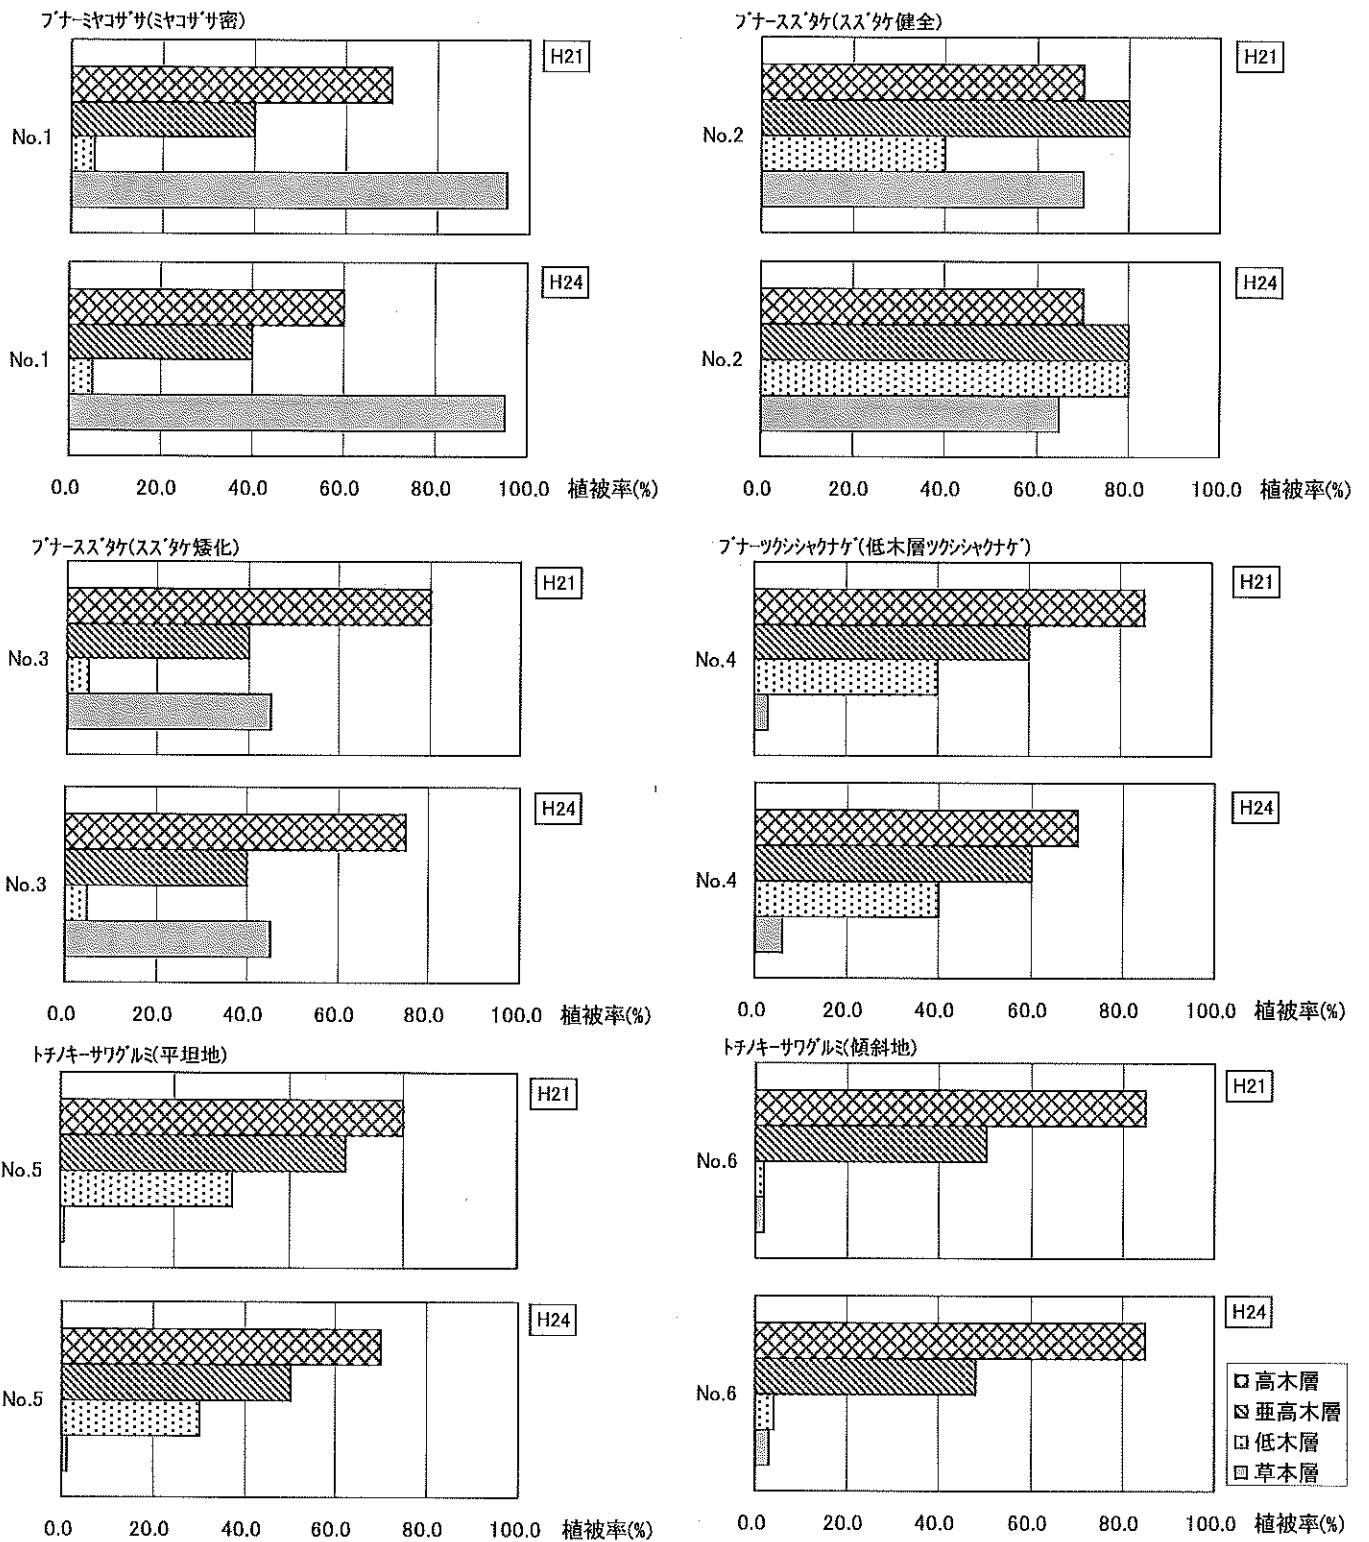 ブナーミヤコザサ(ミヤコザサ密)
H21
No.1
H24
No.1
0.0 20.0 40.0 60.0 80.0 100.0 植被率(%)
ブナースズタケ(スズタケ健全)
H21
No.2
H24
No.2
0.0 20.0 40.0 60.0 80.0 100.0 植被率(%)
ブナースズタケ(スズタケ矮化)
H21
No.3
H24
No.3
0.0 20.0 40.0 60.0 80.0 100.0 植被率(%)
ブナーツクシシャクナゲ(低木層ツクシシャクナゲ)
H21
No.4
H24
No.4
0.0 20.0 40.0 60.0 80.0 100.0 植被率(%)
トチノキーサワグルミ(平坦地)
H21
No.5
H24
No.5
0.0 20.0 40.0 60.0 80.0 100.0 植被率(%)
トチノキーサワグルミ(傾斜地)
H21
No.6
H24
No.6
0.0 20.0 40.0 60.0 80.0 100.0 植被率(%)
高木層
亜高木層
低木層
草本層